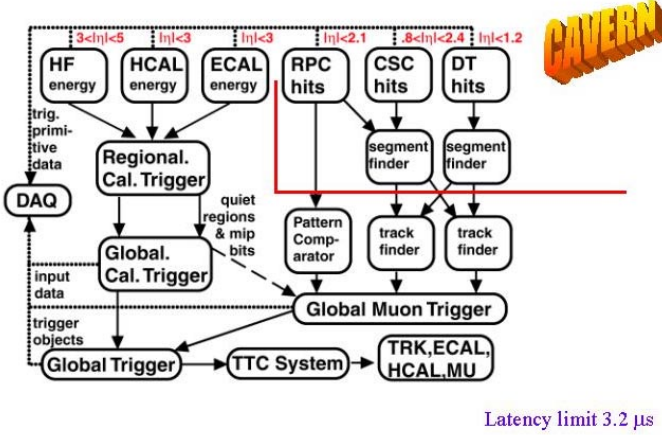 3<|η|<5
|η|<3
|η|<3
|η|<2.1
.8<|η|<2.4
|η|<1.2
CAVERN
HF
energy
HCAL
energy
ECAL
energy
RPC
hits
CSC
hits
DT
hits
trig.
primi-
tive
data
segment
finder
segment
finder
Regional.
Cal. Trigger
DAQ
quiet
regions
& mip
bits
Pattern
Comp-
arator
track
finder
track
finder
Global.
Cal. Trigger
input
data
Global Muon Trigger
trigger
objects
Global Trigger
TTC System
TRK,ECAL,
HCAL,MU
Latency limit 3.2 μs